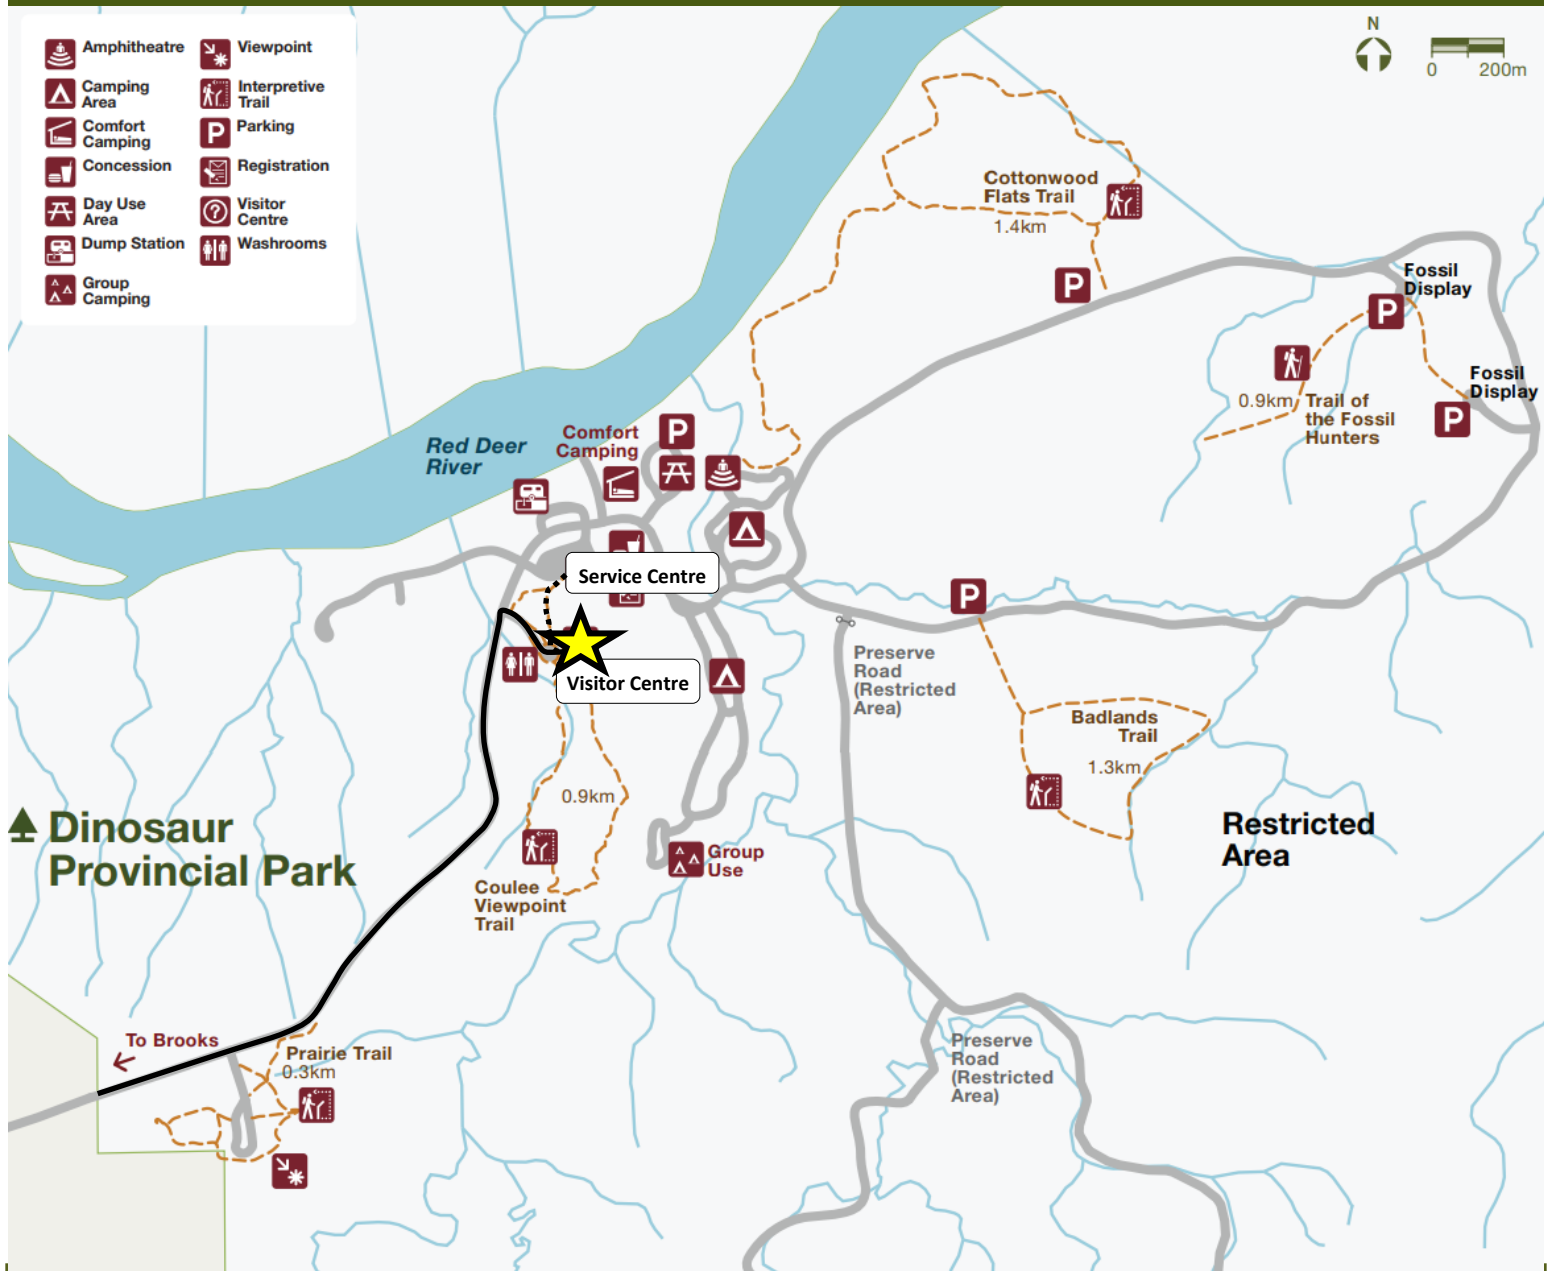 Amphitheatre
Viewpoint
Camping
Area
Interpretive
Trail
Comfort
Camping
P
Parking
Concession
Registration
Day Use
Area
?
Visitor
Centre
Dump Station
Washrooms
Group
Camping
N
0
200m
Cottonwood
Flats Trail
1.4km
P
Fossil
Display
P
Fossil
Display
P
0.9km
Trail of
the Fossil
Hunters
Red Deer
River
Comfort
Camping
P
Service Centre
Visitor Centre
P
Preserve
Road
(Restricted
Area)
Badlands
Trail
1.3km
Restricted
Area
0.9km
Coulee
Viewpoint
Trail
Group
Use
Dinosaur
Provincial Park
To Brooks
Prairie Trail
0.3km
Preserve
Road
(Restricted
Area)